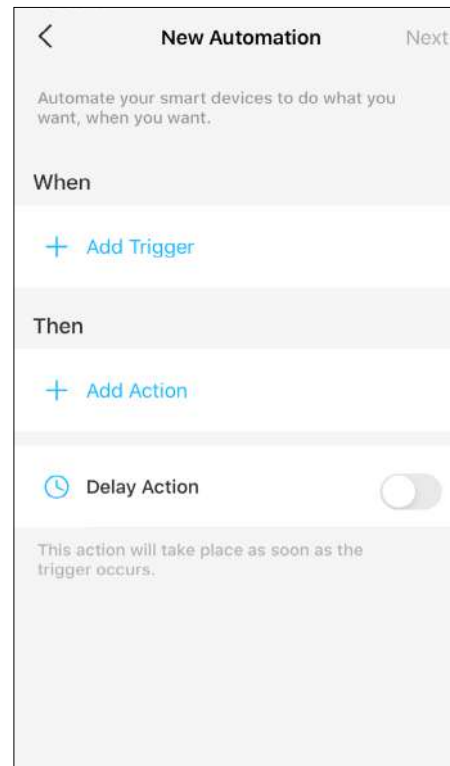 New Automation
Next
Automate your smart devices to do what you
want, when you want.
When
Add Trigger
Then
Add Action
Delay Action
This action will take place as soon as the
trigger occurs.